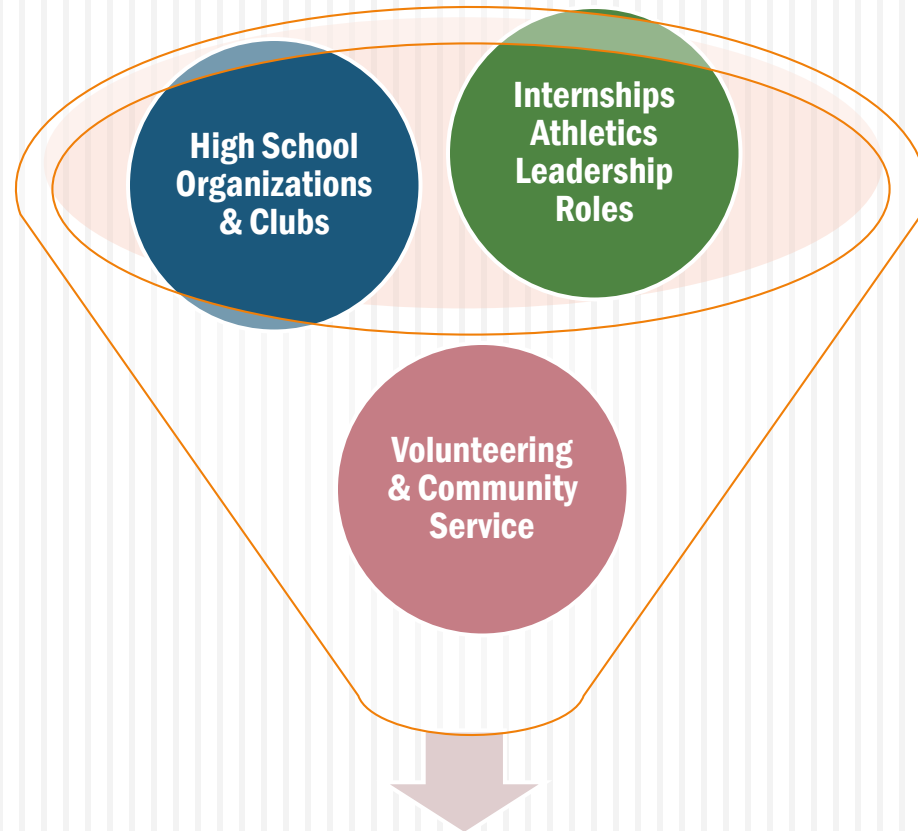 High School
Organizations
& Clubs
Internships
Athletics
Leadership
Roles
Volunteering
& Community
Service